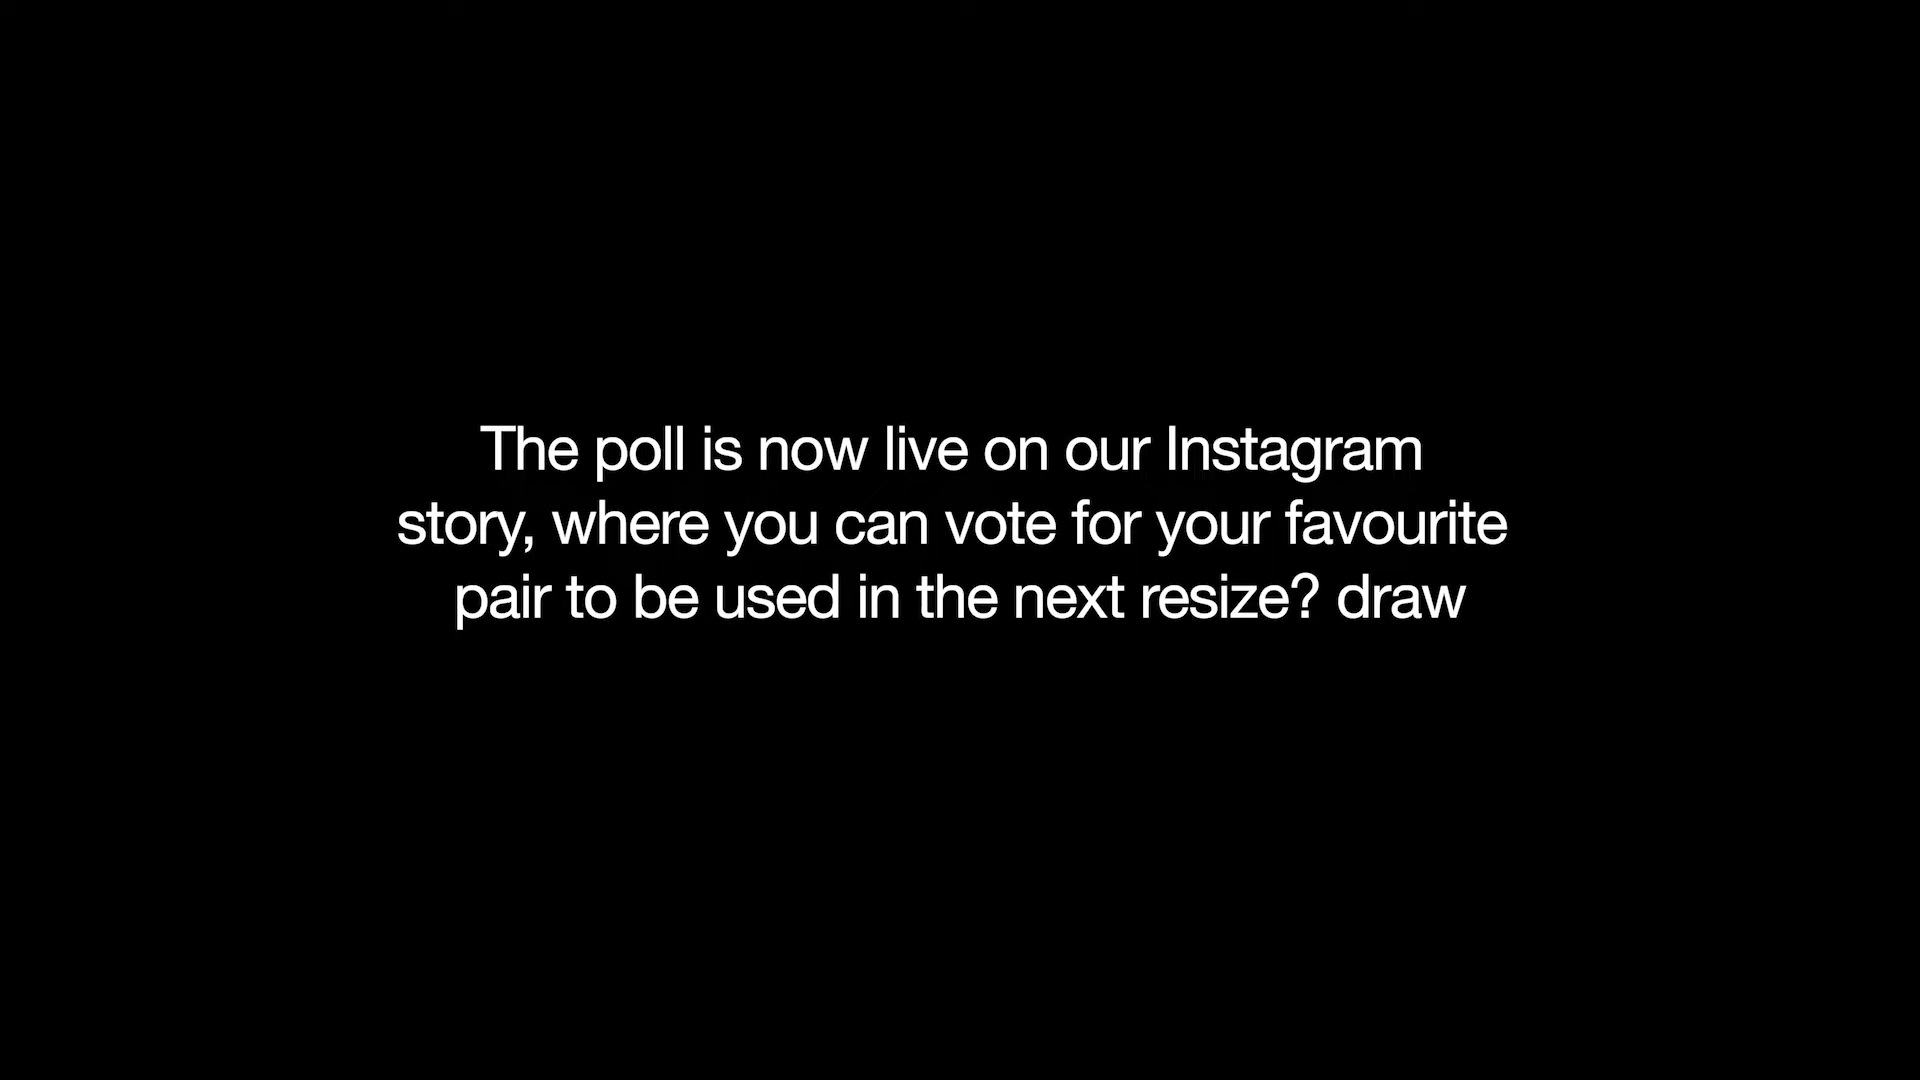 The poll is now live on our Instagram
story, where you can vote for your favourite
pair to be used in the next resize? draw